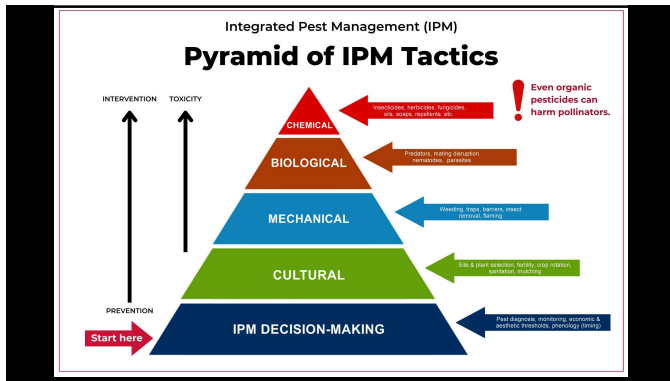 Integrated Pest Management (IPM)
Pyramid of IPM Tactics
INTERVENTION
TOXICITY
Even organic
pesticides can
harm pollinators.
CHEMICAL
Insecticides, herbicides, fungicides,
oils, soaps, repellents, etc.
BIOLOGICAL
Predators, mating disruption,
nematodes, parasites
MECHANICAL
Weeding, traps, barriers, insect
removal, flaming
CULTURAL
Site & plant selection, fertility, crop rotation,
sanitation, mulching
PREVENTION
Start here
IPM DECISION-MAKING
Pest diagnosis, monitoring, economic &
aesthetic thresholds, phenology (timing)